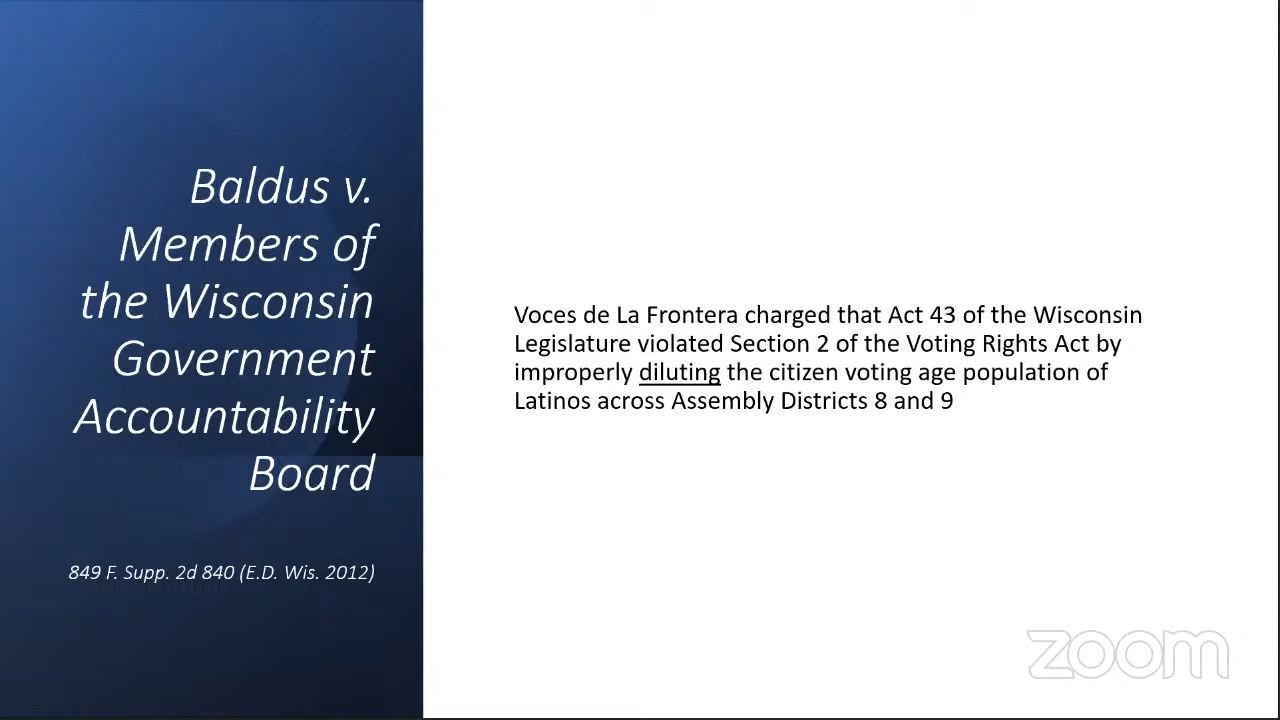 Baldus v.
Members of
the Wisconsin
Government
Accountability
Board
849 F. Supp. 2d 840 (E.D. Wis. 2012)
Voces de La Frontera charged that Act 43 of the Wisconsin
Legislature violated Section 2 of the Voting Rights Act by
improperly diluting the citizen voting age population of
Latinos across Assembly Districts 8 and 9
zoom